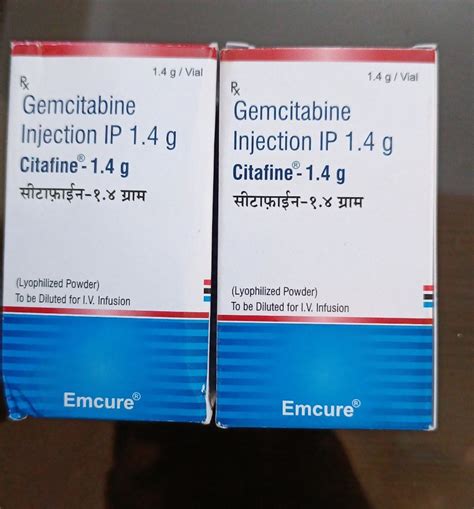 1.4 g / Vial
Rx
Gemcitabine
Injection IP 1.4 g
Citafine®- 1.4 g
सीटाफ़ाईन-१.४ ग्राम
(Lyophilized Powder)
To be Diluted for I.V. Infusion
Emcure®
1.4 g / Vial
Rx
Gemcitabine
Injection IP 1.4 g
Citafine®- 1.4 g
सीटाफ़ाईन-१.४ ग्राम
(Lyophilized Powder)
To be Diluted for I.V. Infusion
Emcure®